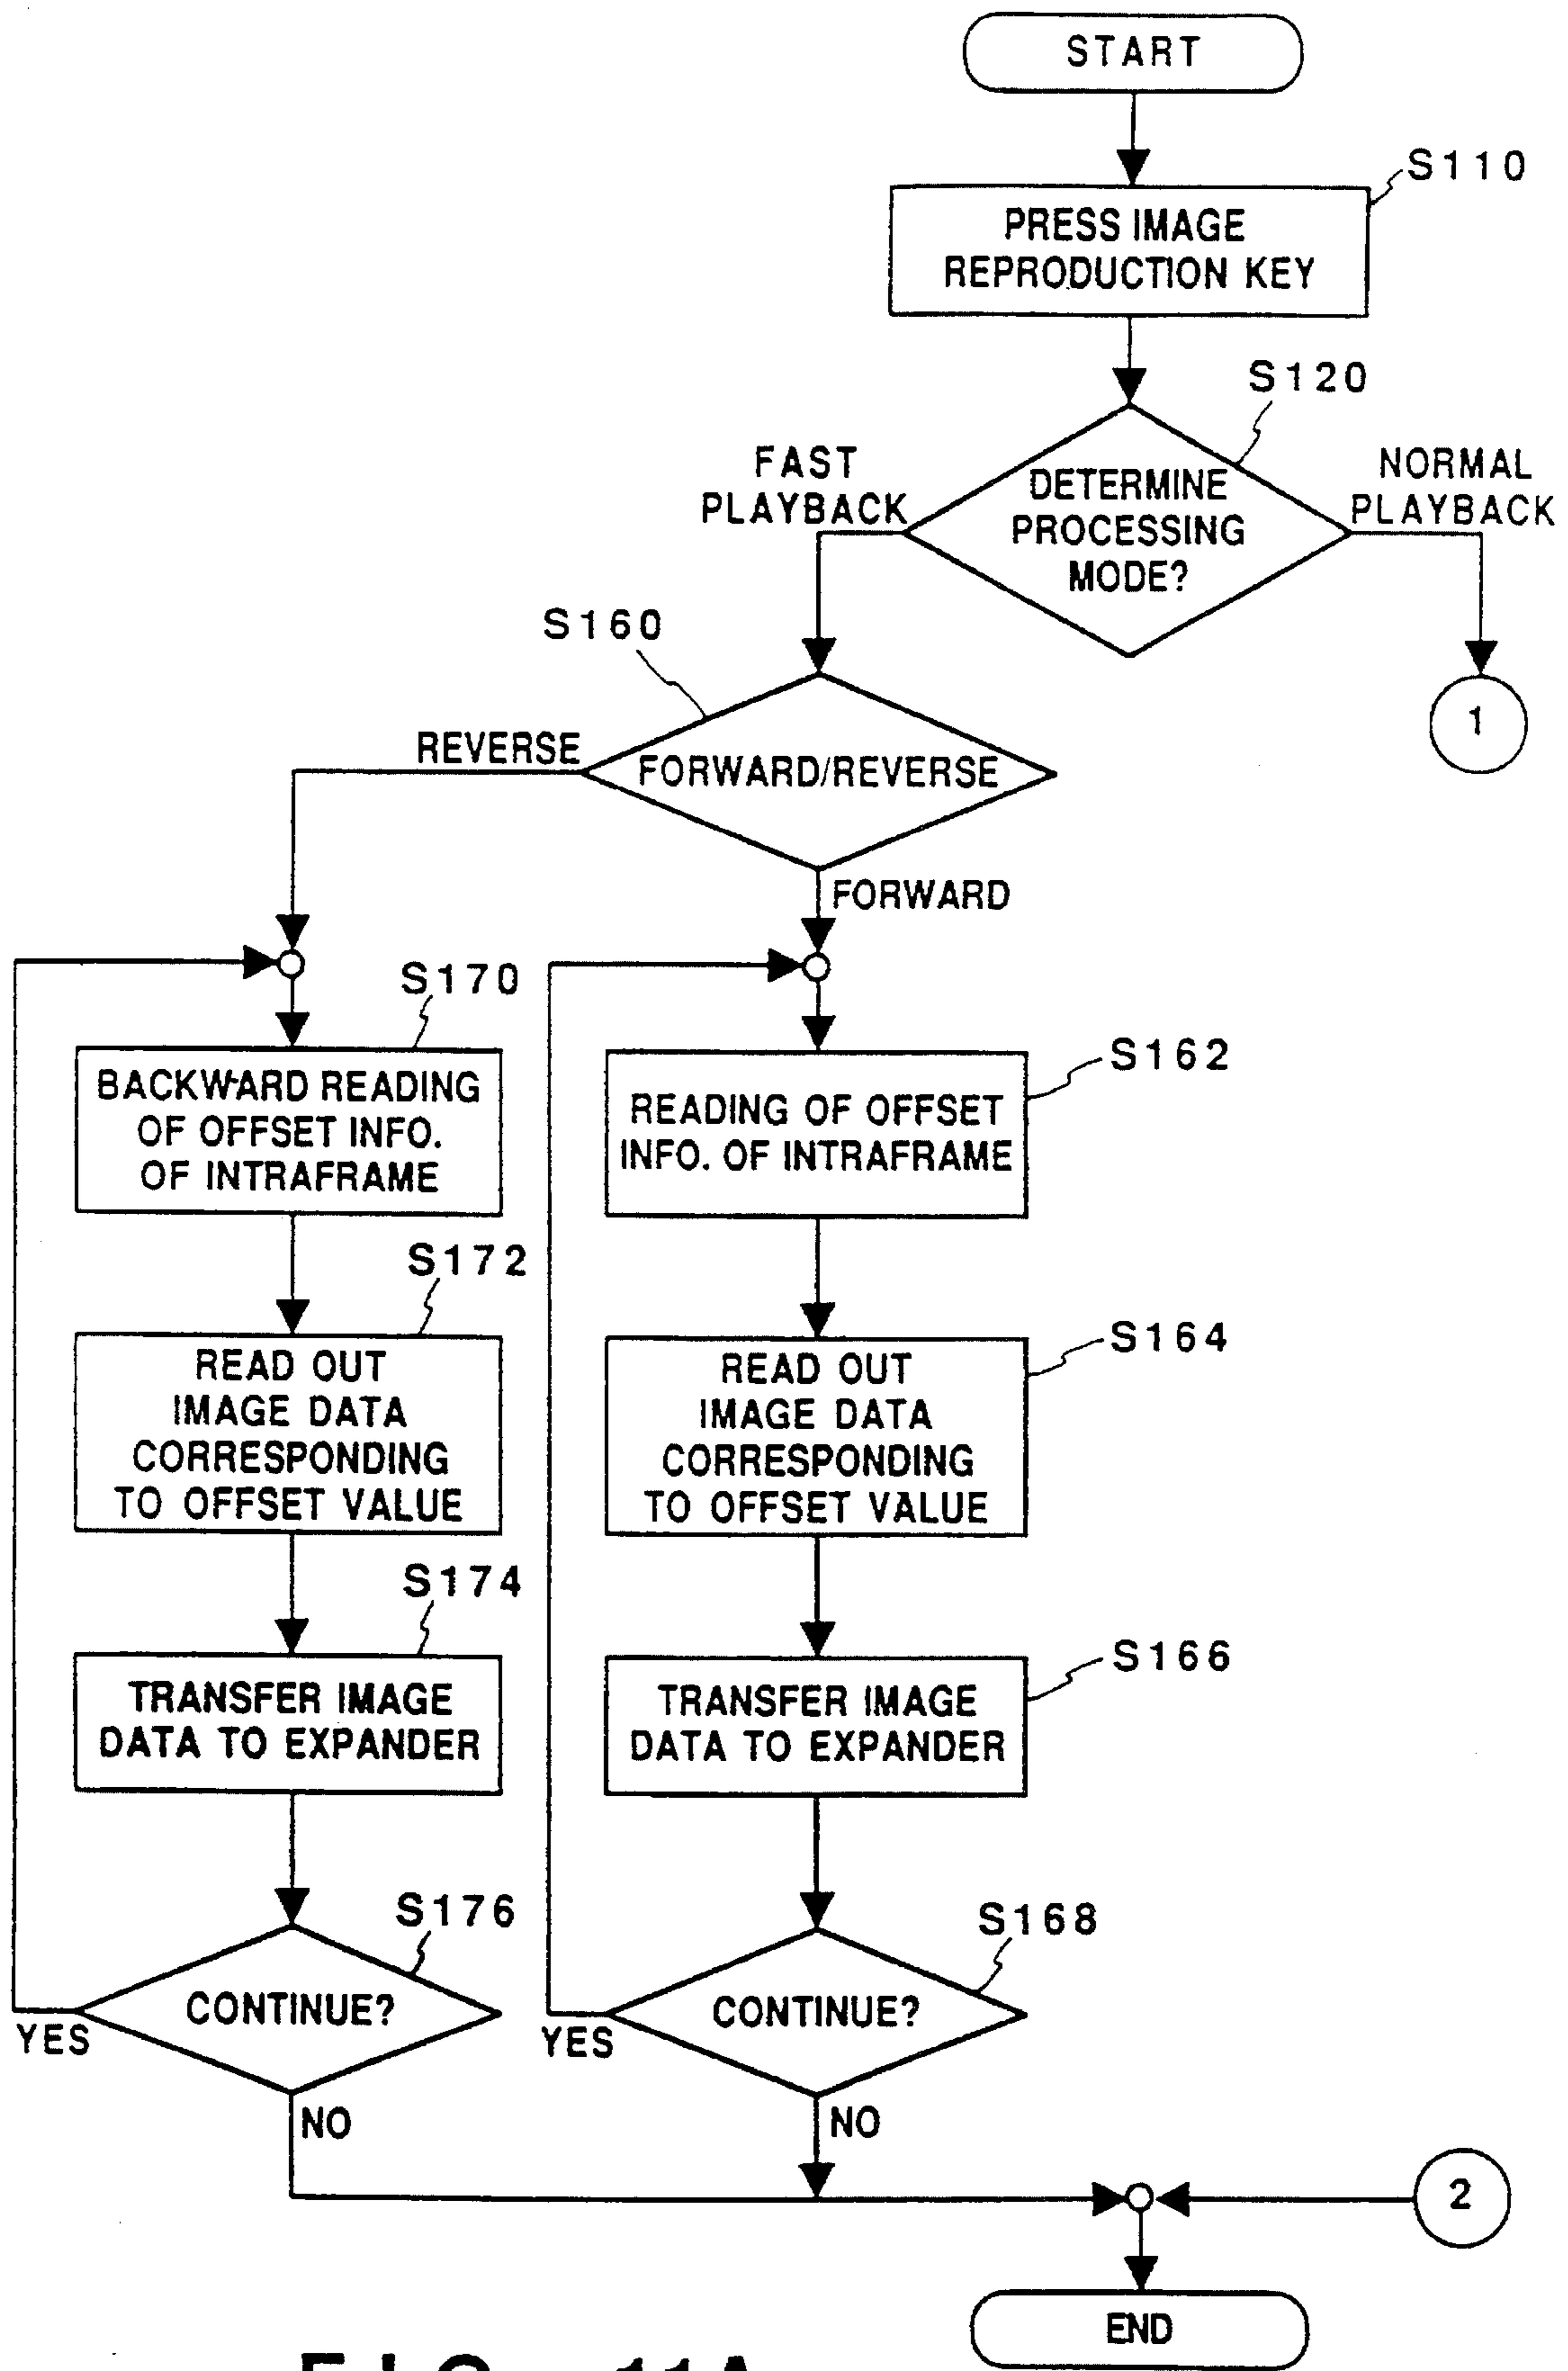 START
S110
PRESS IMAGE
REPRODUCTION KEY
S120
FAST
PLAYBACK
DETERMINE
PROCESSING
MODE?
NORMAL
PLAYBACK
S160
1
REVERSE
FORWARD/REVERSE
FORWARD
S170
BACKWARD READING
OF OFFSET INFO.
OF INTRAFRAME
S162
READING OF OFFSET
INFO. OF INTRAFRAME
S172
READ OUT
IMAGE DATA
CORRESPONDING
TO OFFSET VALUE
S164
READ OUT
IMAGE DATA
CORRESPONDING
TO OFFSET VALUE
S174
TRANSFER IMAGE
DATA TO EXPANDER
S166
TRANSFER IMAGE
DATA TO EXPANDER
S176
CONTINUE?
YES
NO
S168
CONTINUE?
YES
NO
2
END
FIG. 11A